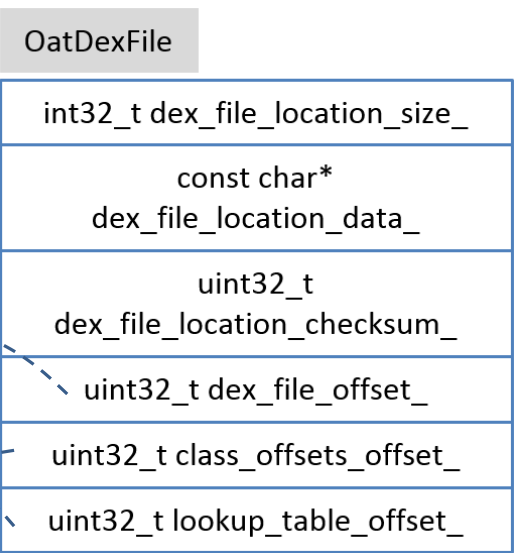 OatDexFile
int32_t dex_file_location_size_
const char*
dex_file_location_data_
uint32_t
dex_file_location_checksum_
uint32_t dex_file_offset_
uint32_t class_offsets_offset_
uint32_t lookup_table_offset_